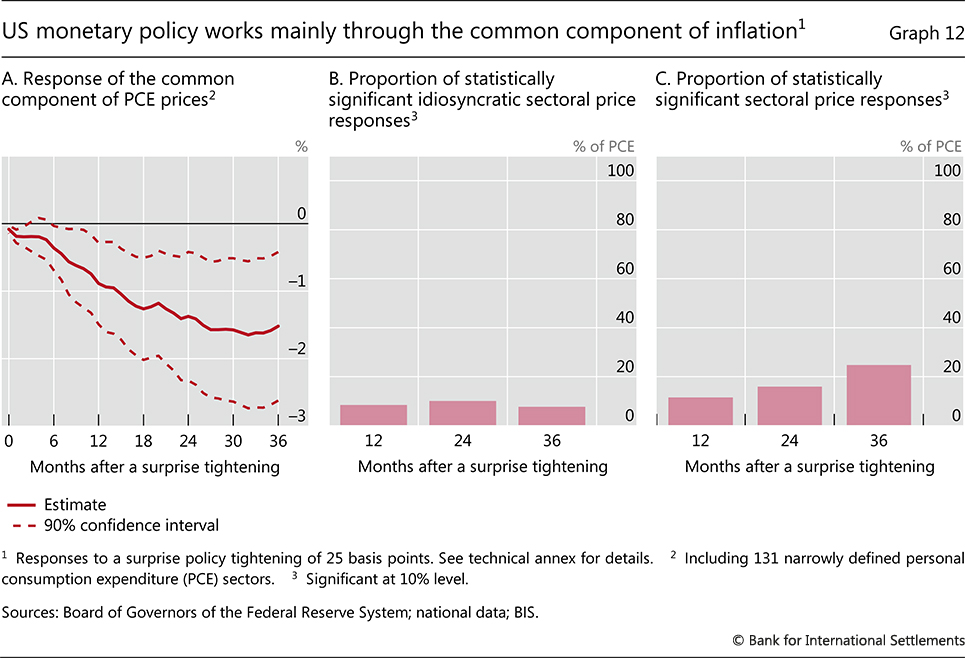 US monetary policy works mainly through the common component of inflation¹
Graph 12
A. Response of the common
component of PCE prices²
B. Proportion of statistically
significant idiosyncratic sectoral price
responses³
C. Proportion of statistically
significant sectoral price responses³
%
0
–1
–2
–3
0 6 12 18 24 30 36
Months after a surprise tightening
% of PCE
100
80
60
40
20
0
12 24 36
Months after a surprise tightening
% of PCE
100
80
60
40
20
0
12 24 36
Months after a surprise tightening
Estimate
90% confidence interval
¹ Responses to a surprise policy tightening of 25 basis points. See technical annex for details. ² Including 131 narrowly defined personal
consumption expenditure (PCE) sectors. ³ Significant at 10% level.
Sources: Board of Governors of the Federal Reserve System; national data; BIS.
© Bank for International Settlements